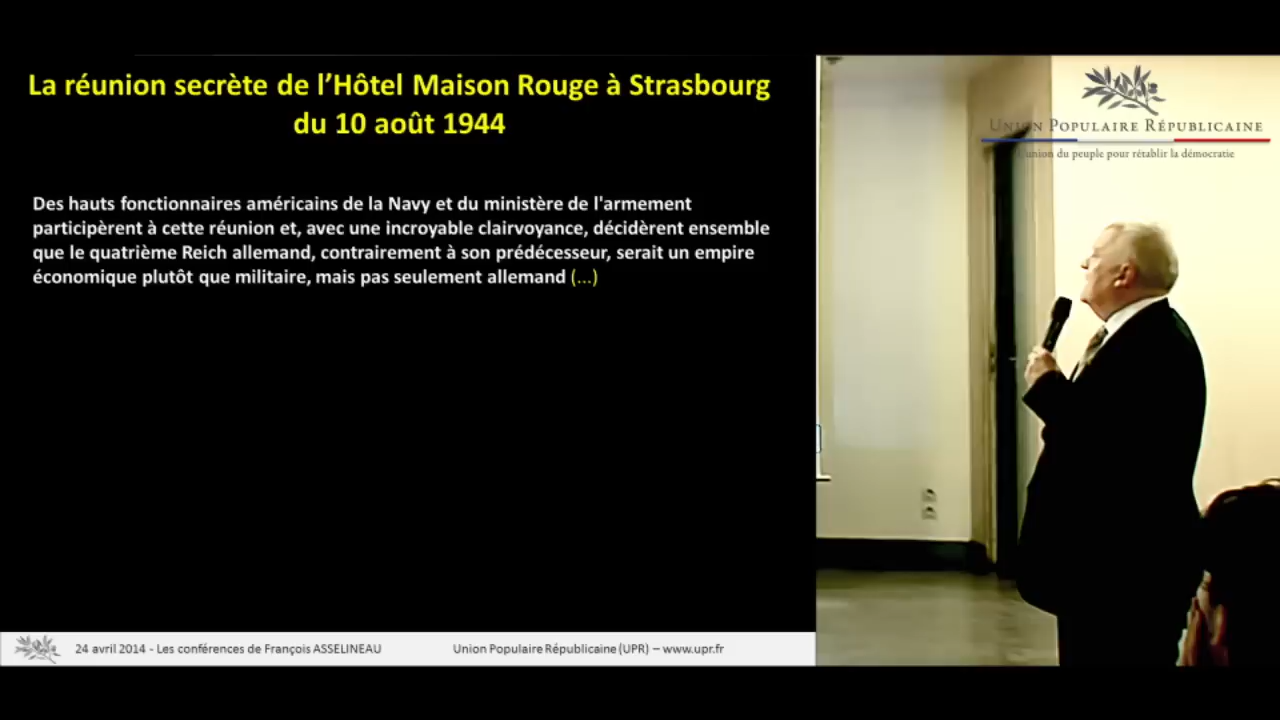 La réunion secrète de l’Hôtel Maison Rouge à Strasbourg
du 10 août 1944
Des hauts fonctionnaires américains de la Navy et du ministère de l'armement
participèrent à cette réunion et, avec une incroyable clairvoyance, décidèrent ensemble
que le quatrième Reich allemand, contrairement à son prédécesseur, serait un empire
économique plutôt que militaire, mais pas seulement allemand (...)
UNION POPULAIRE RÉPUBLICAINE
L'union du peuple pour rétablir la démocratie
24 avril 2014 - Les conférences de François ASSELINEAU
Union Populaire Républicaine (UPR) – www.upr.fr